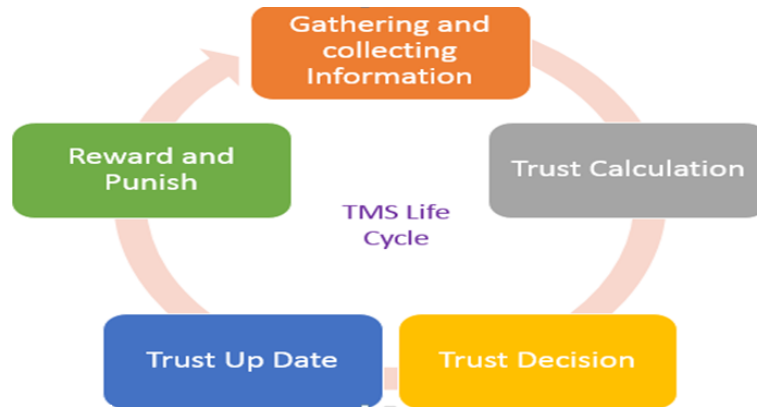 Gathering and
collecting
Information
Trust Calculation
Trust Decision
Trust Up Date
Reward and
Punish
TMS Life
Cycle